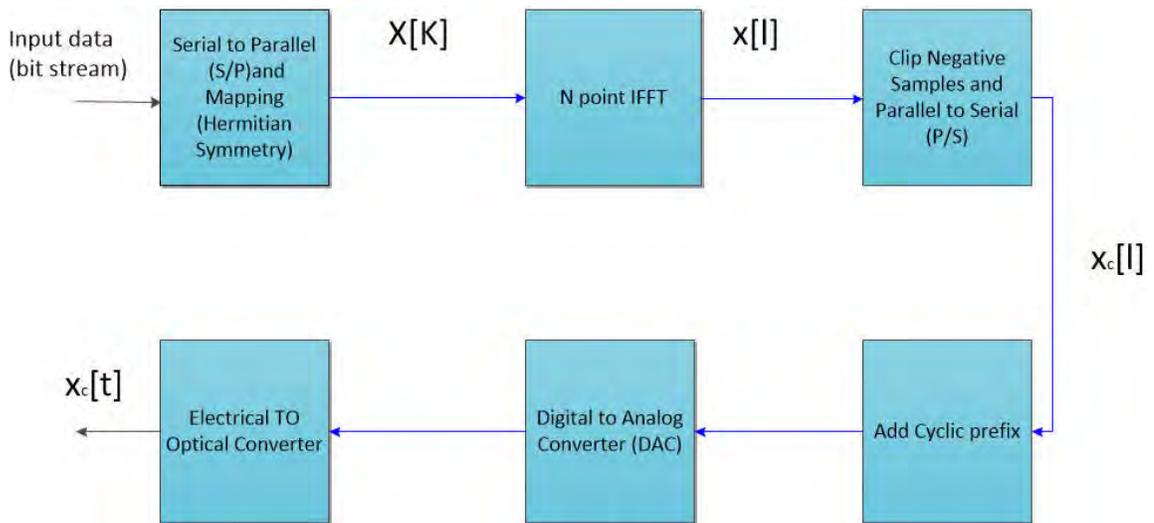 Input data
(bit stream)
Serial to Parallel
(S/P)and
Mapping
(Hermitian
Symmetry)
X[K]
N point IFFT
x[l]
Clip Negative
Samples and
Parallel to Serial
(P/S)
xc[l]
Add Cyclic prefix
Digital to Analog
Converter (DAC)
Electrical TO
Optical Converter
xc[t]